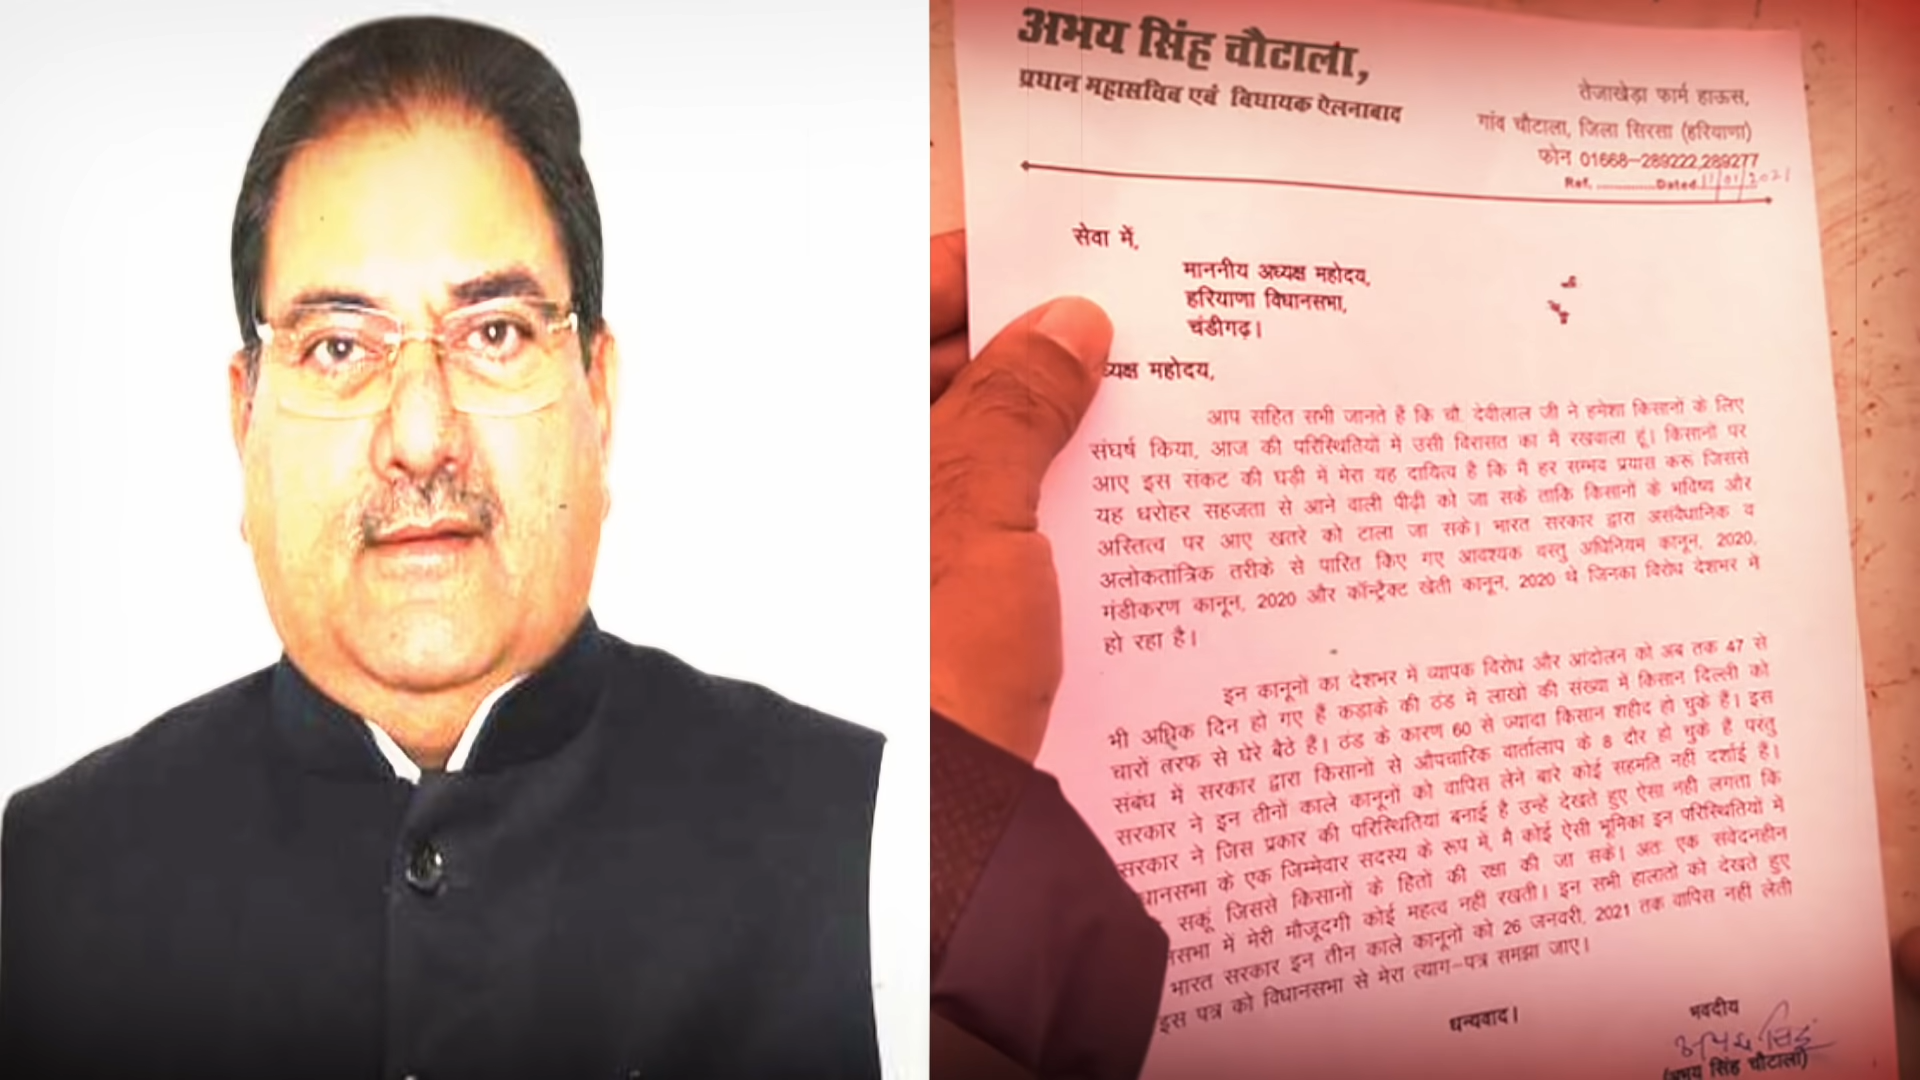 अभय सिंह चौटाला,
प्रधान महासचिव एवं विधायक ऐलनाबाद
तेजाखेड़ा फार्म हाऊस,
गांव चौटाला, जिला सिरसा (हरियाणा)
फोन 01668-289222,289277
Ref. ............... Dated 11/01/2021
सेवा में,
माननीय अध्यक्ष महोदय,
हरियाणा विधानसभा,
चंडीगढ़।
ध्यक्ष महोदय,
आप सहित सभी जानते हैं कि चौ. देवीलाल जी ने हमेशा किसानों के लिए
संघर्ष किया, आज की परिस्थितियों में उसी विरासत का मैं रखवाला हूं। किसानों पर
आए इस संकट की घड़ी में मेरा यह दायित्व है कि मैं हर सम्भव प्रयास करू जिससे
यह धरोहर सहजता से आने वाली पीढ़ी को जा सके ताकि किसानों के भविष्य और
अस्तित्व पर आए खतरे को टाला जा सके। भारत सरकार द्वारा असंवैधानिक व
अलोकतांत्रिक तरीके से पारित किए गए आवश्यक वस्तु अधिनियम कानून, 2020,
मंडीकरण कानून, 2020 और कॉन्ट्रैक्ट खेती कानून, 2020 थे जिनका विरोध देशभर में
हो रहा है।
इन कानूनों का देशभर में व्यापक विरोध और आंदोलन को अब तक 47 से
भी अधिक दिन हो गए हैं कड़ाके की ठंड में लाखों की संख्या में किसान दिल्ली को
चारों तरफ से घेरे बैठे हैं। ठंड के कारण 60 से ज्यादा किसान शहीद हो चुके हैं। इस
संबंध में सरकार द्वारा किसानों से औपचारिक वार्तालाप के 8 दौर हो चुके हैं परंतु
सरकार ने इन तीनों काले कानूनों को वापिस लेने बारे कोई सहमति नहीं दर्शाई है।
सरकार ने जिस प्रकार की परिस्थितियां बनाई है उन्हें देखते हुए ऐसा नही लगता कि
धानसभा के एक जिम्मेवार सदस्य के रूप में, मै कोई ऐसी भूमिका इन परिस्थितियों में
सकूं जिससे किसानों के हितों की रक्षा की जा सके। अतः एक संवेदनहीन
नसभा में मेरी मौजूदगी कोई महत्व नही रखती। इन सभी हालातो को देखते हुए
भारत सरकार इन तीन काले कानूनों को 26 जनवरी, 2021 तक वापिस नहीं लेती
इस पत्र को विधानसभा से मेरा त्याग-पत्र समझा जाए।
धन्यवाद।
भवदीय
अभय सिंह
(अभय सिंह चौटाला)